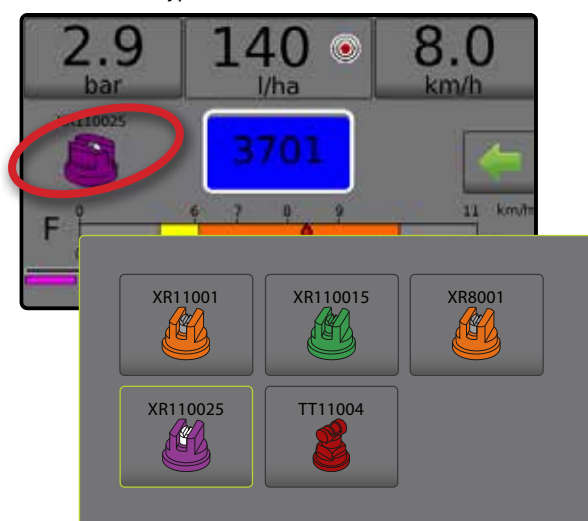 2.9 140 8.0
bar l/ha km/h
XR110025
3701
0 6 7 8 9 11 km/h
F
XR11001 XR110015 XR8001
XR110025 TT11004